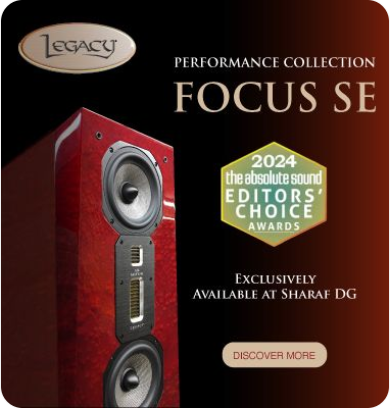 LEGACY
PERFORMANCE COLLECTION
FOCUS SE
2024
the absolute sound
EDITORS'
CHOICE
AWARDS
EXCLUSIVELY
AVAILABLE AT SHARAF DG
DISCOVER MORE